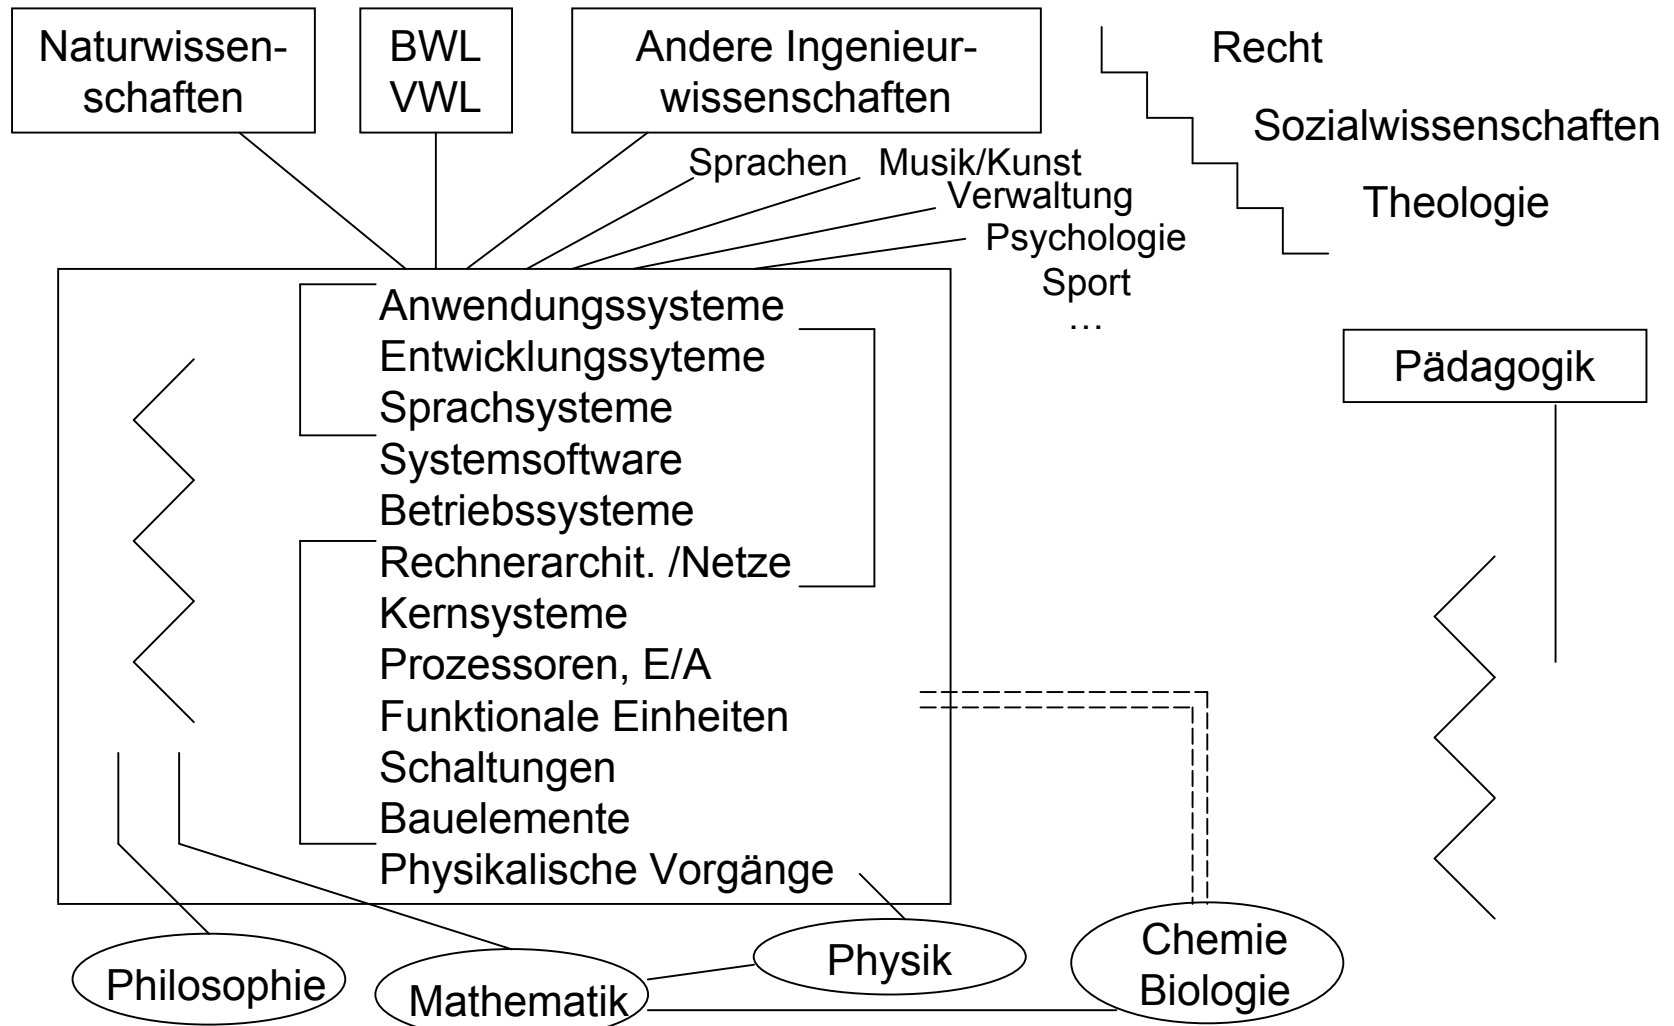 Naturwissen-
schaften
BWL
VWL
Andere Ingenieur-
wissenschaften
Recht
Sozialwissenschaften
Theologie
Sprachen
Musik/Kunst
Verwaltung
Psychologie
Sport
…
Anwendungssysteme
Entwicklungssyteme
Sprachsysteme
Systemsoftware
Betriebssysteme
Rechnerarchit. /Netze
Kernsysteme
Prozessoren, E/A
Funktionale Einheiten
Schaltungen
Bauelemente
Physikalische Vorgänge
Pädagogik
Philosophie
Mathematik
Physik
Chemie
Biologie